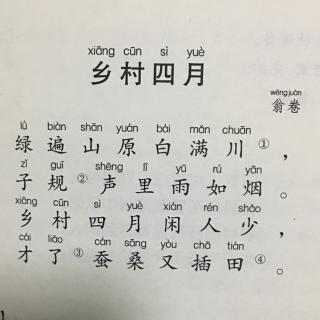 xiāng cūn sì yuè
乡村四月
wēng juàn
翁卷
lǜ biàn shān yuán bái mǎn chuān
绿遍山原白满川①，
zǐ guī shēng lǐ yǔ rú yān
子规②声里雨如烟。
xiāng cūn sì yuè xián rén shǎo
乡村四月闲人少，
cái liǎo cán sāng yòu chā tián
才了③蚕桑又插田④。